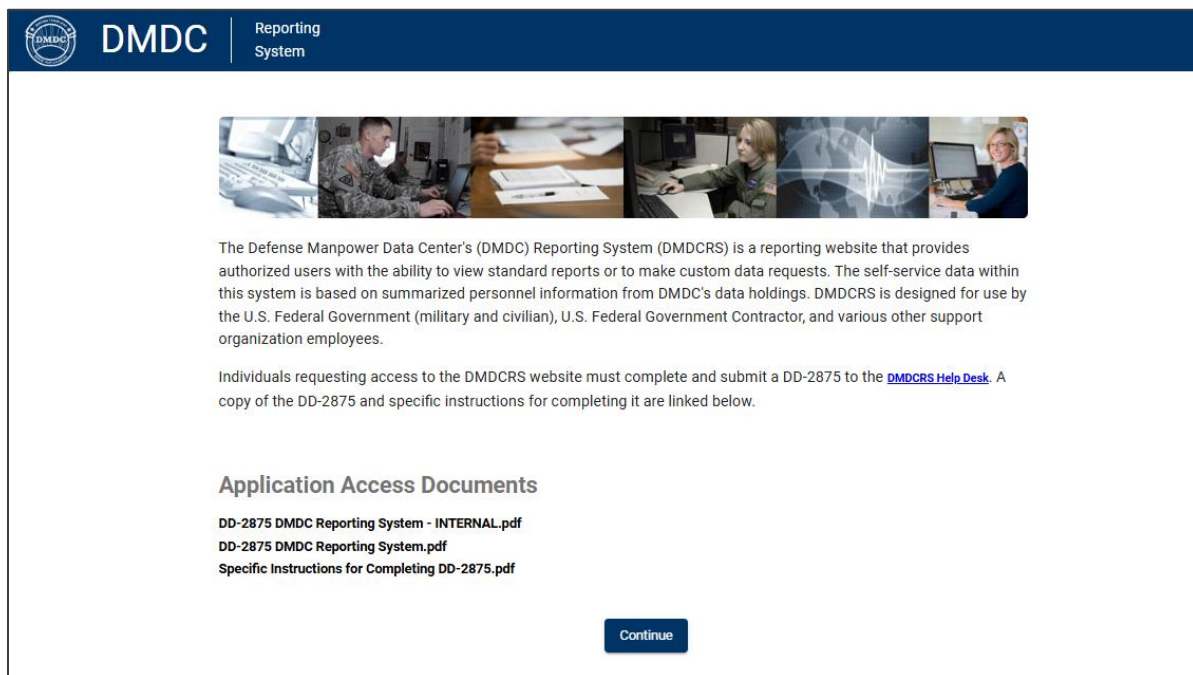 DMDC
DMDC
Reporting
System
The Defense Manpower Data Center's (DMDC) Reporting System (DMDCRS) is a reporting website that provides
authorized users with the ability to view standard reports or to make custom data requests. The self-service data within
this system is based on summarized personnel information from DMDC's data holdings. DMDCRS is designed for use by
the U.S. Federal Government (military and civilian), U.S. Federal Government Contractor, and various other support
organization employees.
Individuals requesting access to the DMDCRS website must complete and submit a DD-2875 to the DMDCRS Help Desk. A
copy of the DD-2875 and specific instructions for completing it are linked below.
Application Access Documents
DD-2875 DMDC Reporting System - INTERNAL.pdf
DD-2875 DMDC Reporting System.pdf
Specific Instructions for Completing DD-2875.pdf
Continue